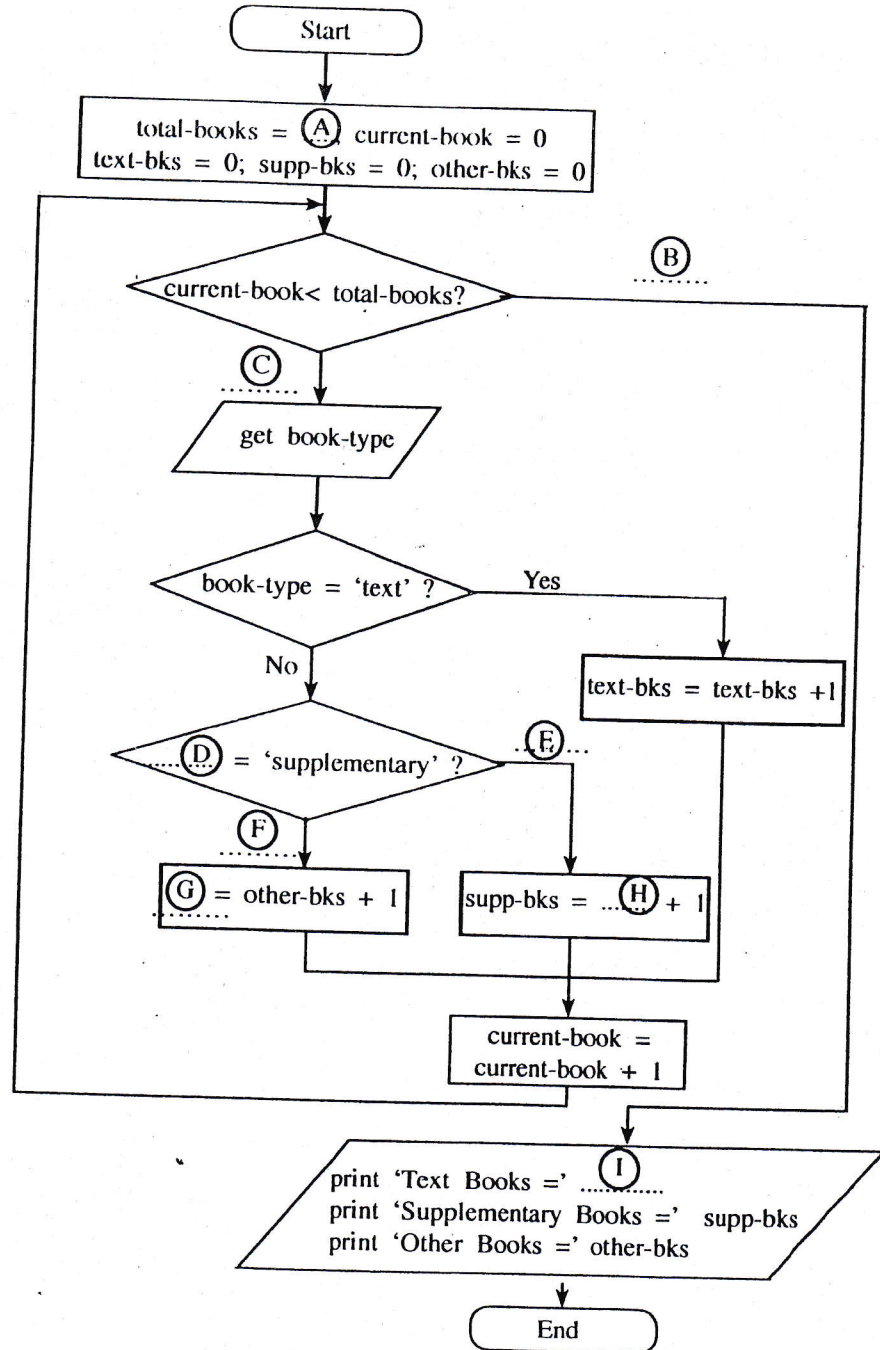 Start
total-books = ..(A).., current-book = 0
text-bks = 0; supp-bks = 0; other-bks = 0
(B)
..........
current-book< total-books?
(C)
..........
get book-type
book-type = ‘text’ ?
Yes
No
text-bks = text-bks +1
(E)
..........
(D) = ‘supplementary’ ?
(F)
..........
(G) = other-bks + 1
supp-bks = ......(H) + 1
current-book =
current-book + 1
(I)
print ‘Text Books =’ ..........
print ‘Supplementary Books =’ supp-bks
print ‘Other Books =’ other-bks
End